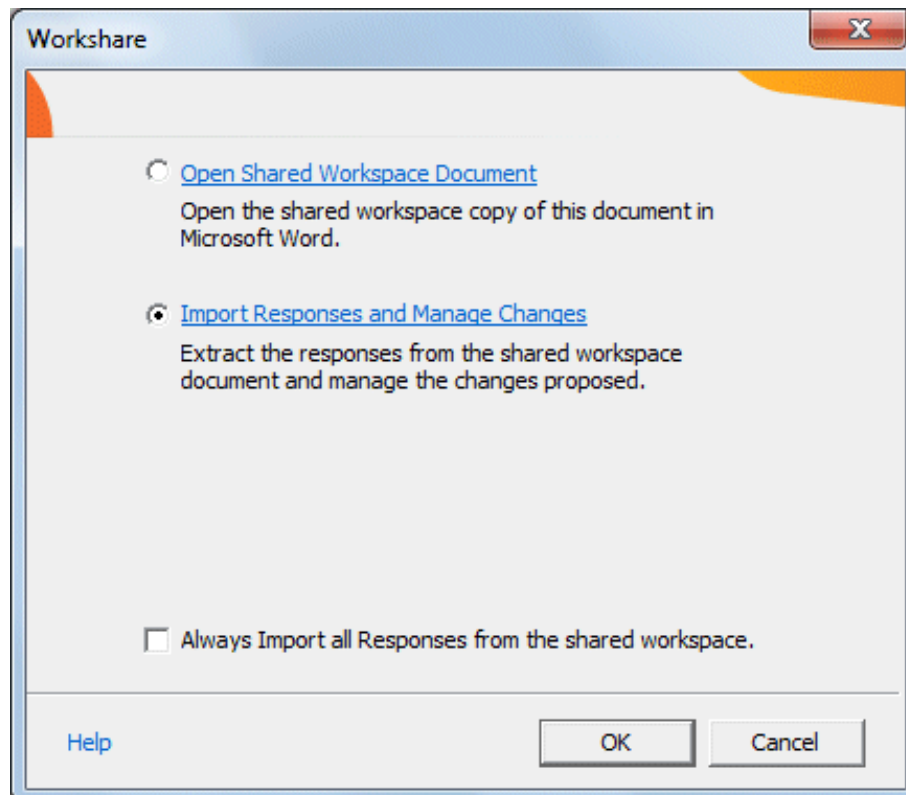 Workshare
Open Shared Workspace Document
Open the shared workspace copy of this document in
Microsoft Word.
Import Responses and Manage Changes
Extract the responses from the shared workspace
document and manage the changes proposed.
Always Import all Responses from the shared workspace.
Help
OK
Cancel